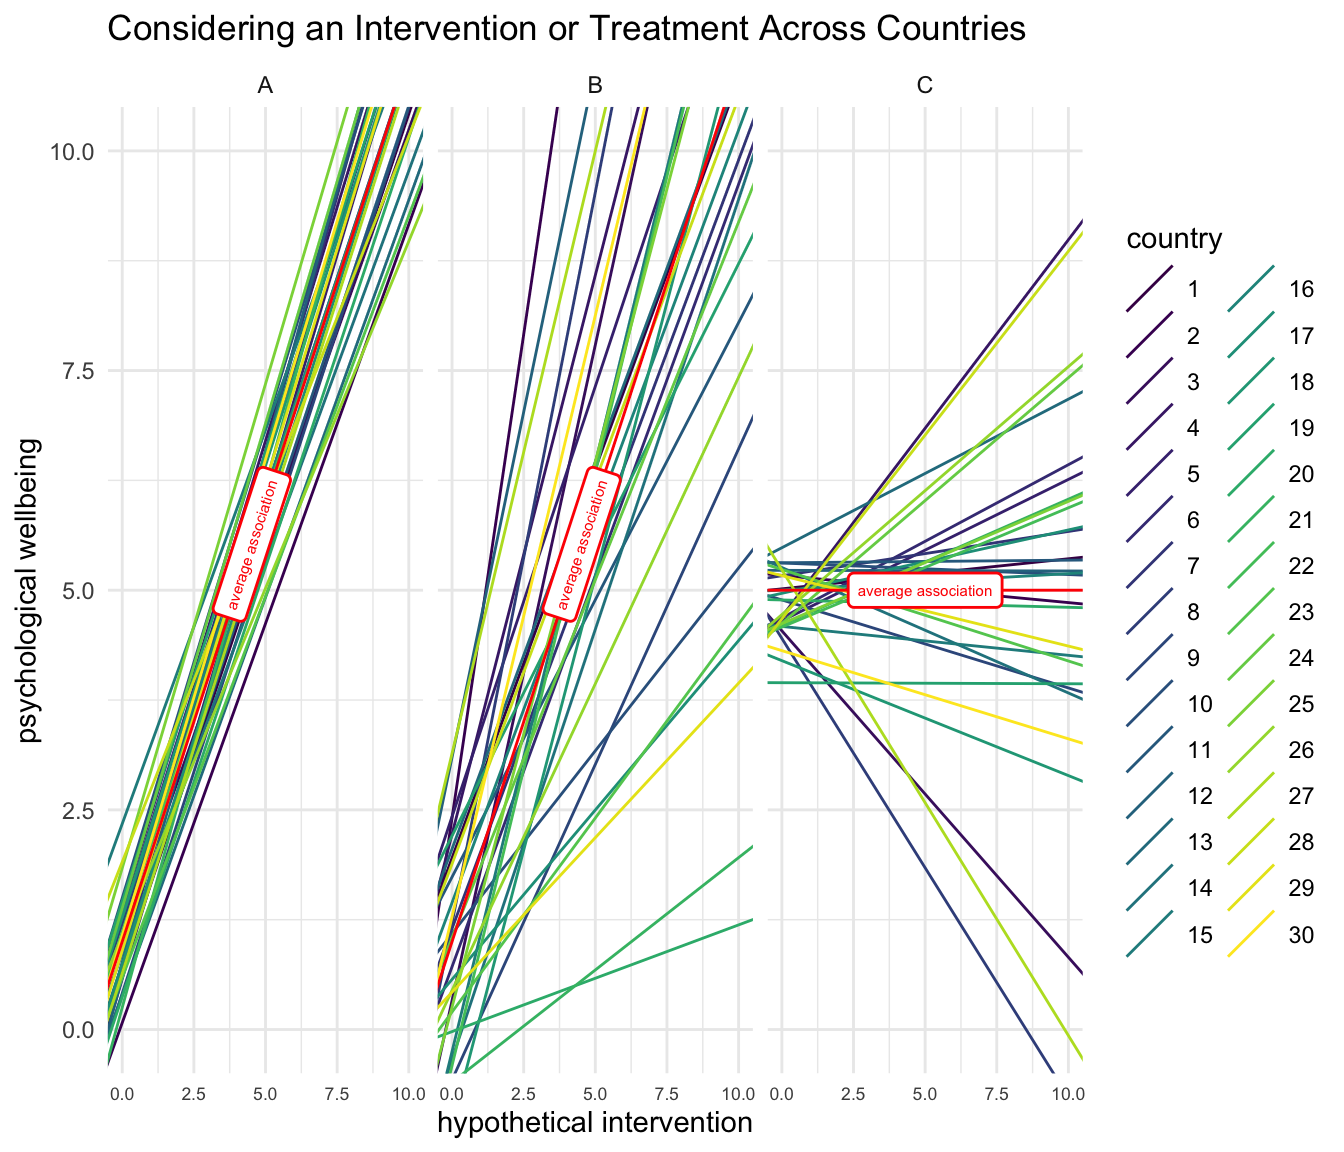 Considering an Intervention or Treatment Across Countries
A B C
10.0
7.5
5.0
2.5
0.0
psychological wellbeing
average association
average association
average association
0.0 2.5 5.0 7.5 10.0 0.0 2.5 5.0 7.5 10.0 0.0 2.5 5.0 7.5 10.0
hypothetical intervention
country
1 16
2 17
3 18
4 19
5 20
6 21
7 22
8 23
9 24
10 25
11 26
12 27
13 28
14 29
15 30